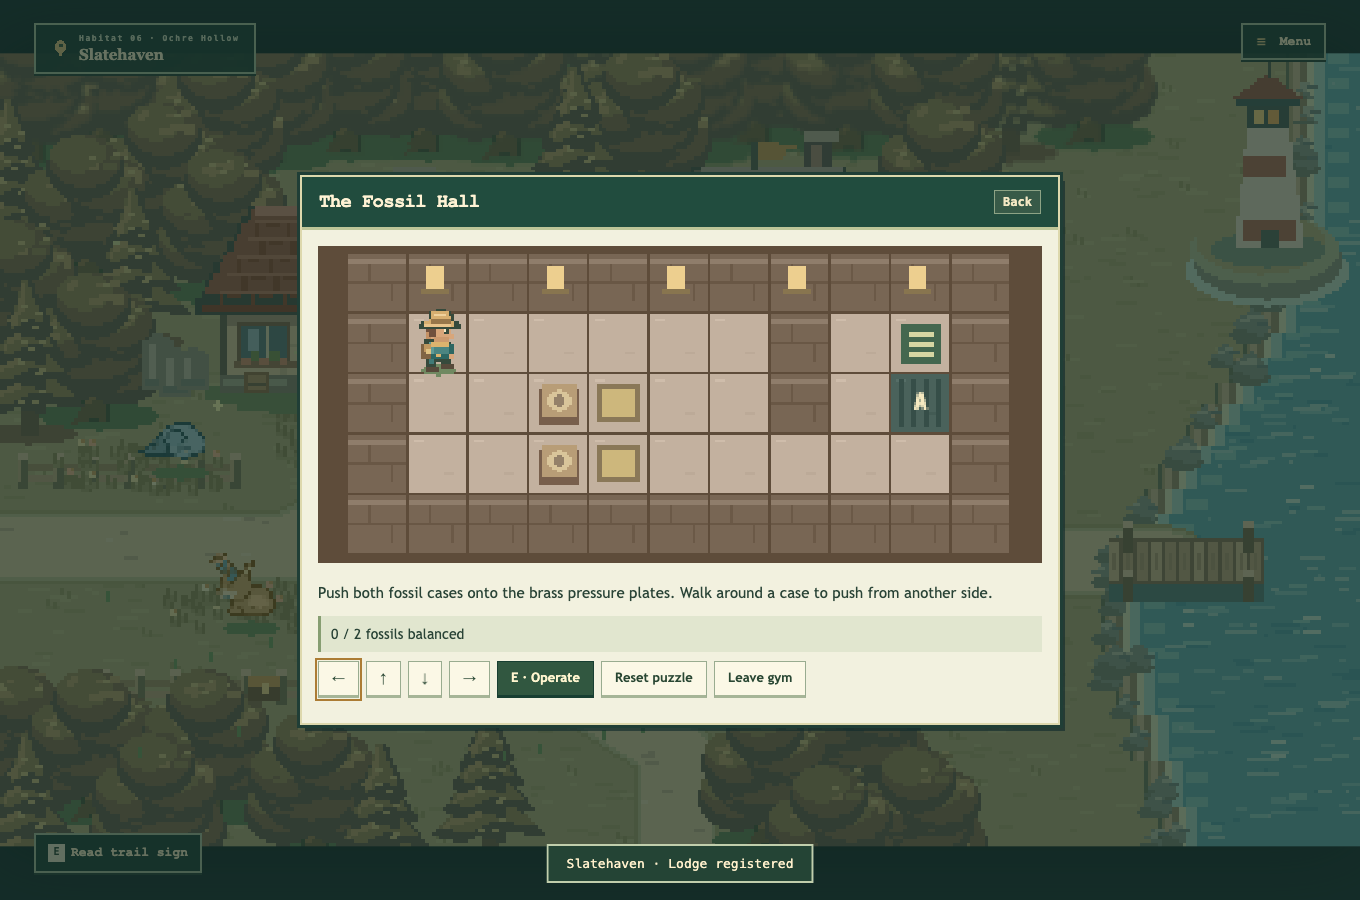 Habitat 06 · Ochre Hollow
Slatehaven
≡ Menu
The Fossil Hall
Back
A
Push both fossil cases onto the brass pressure plates. Walk around a case to push from another side.
0 / 2 fossils balanced
← ↑ ↓ → E · Operate Reset puzzle Leave gym
E Read trail sign
Slatehaven · Lodge registered